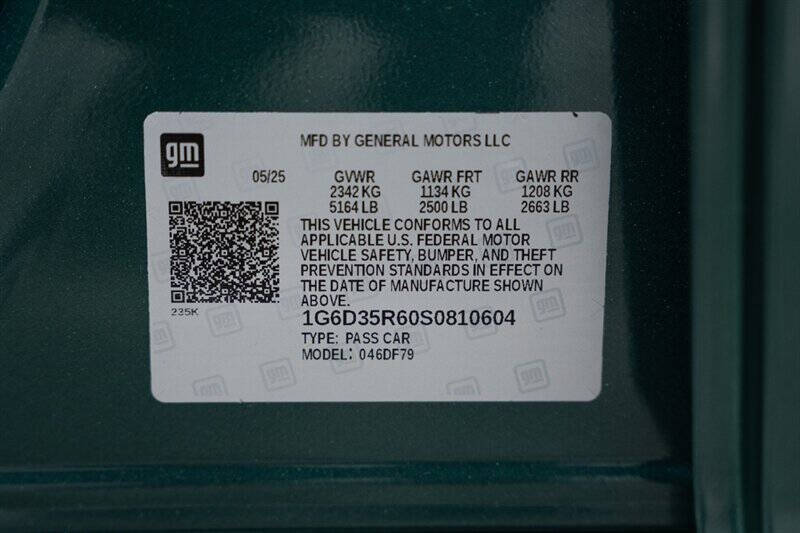 gm
MFD BY GENERAL MOTORS LLC
05/25 GVWR GAWR FRT GAWR RR
2342 KG 1134 KG 1208 KG
5164 LB 2500 LB 2663 LB
THIS VEHICLE CONFORMS TO ALL
APPLICABLE U.S. FEDERAL MOTOR
VEHICLE SAFETY, BUMPER, AND THEFT
PREVENTION STANDARDS IN EFFECT ON
THE DATE OF MANUFACTURE SHOWN
ABOVE.
235K
1G6D35R60S0810604
TYPE: PASS CAR
MODEL: 046DF79